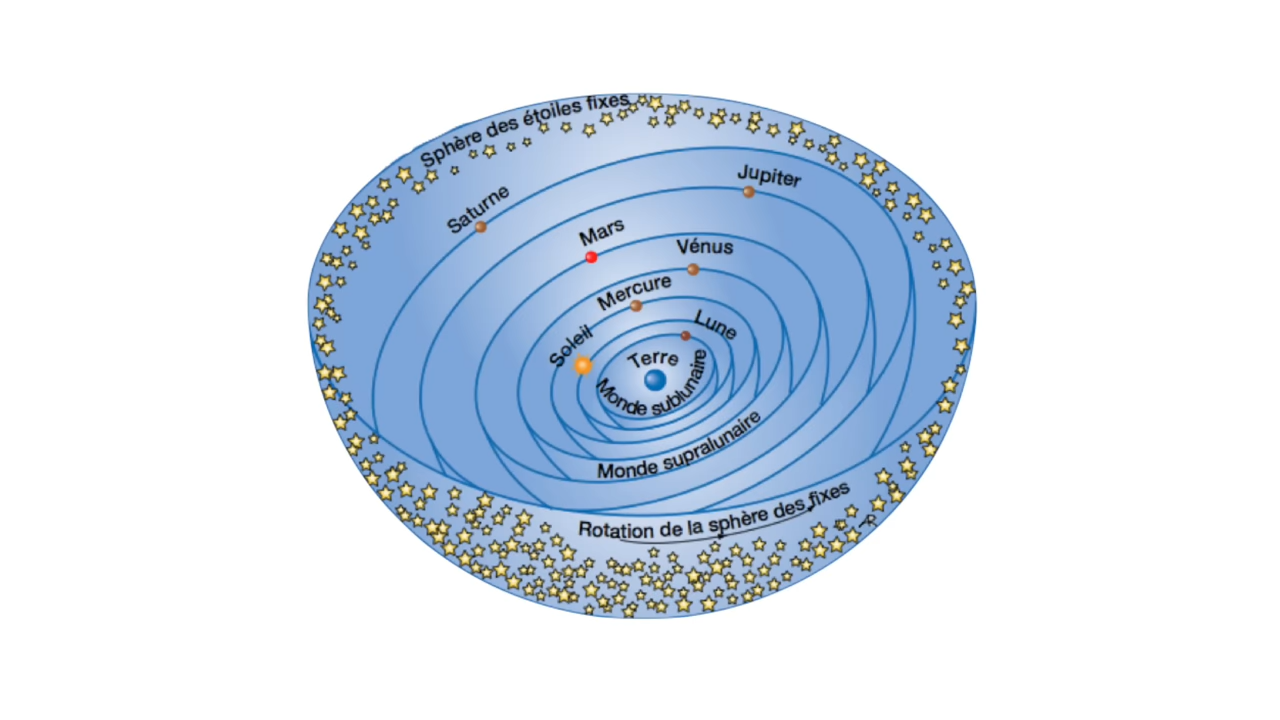 Sphère des étoiles fixes
Jupiter
Saturne
Mars
Vénus
Mercure
Lune
Soleil
Terre
Monde sublunaire
Monde supralunaire
Rotation de la sphère des fixes